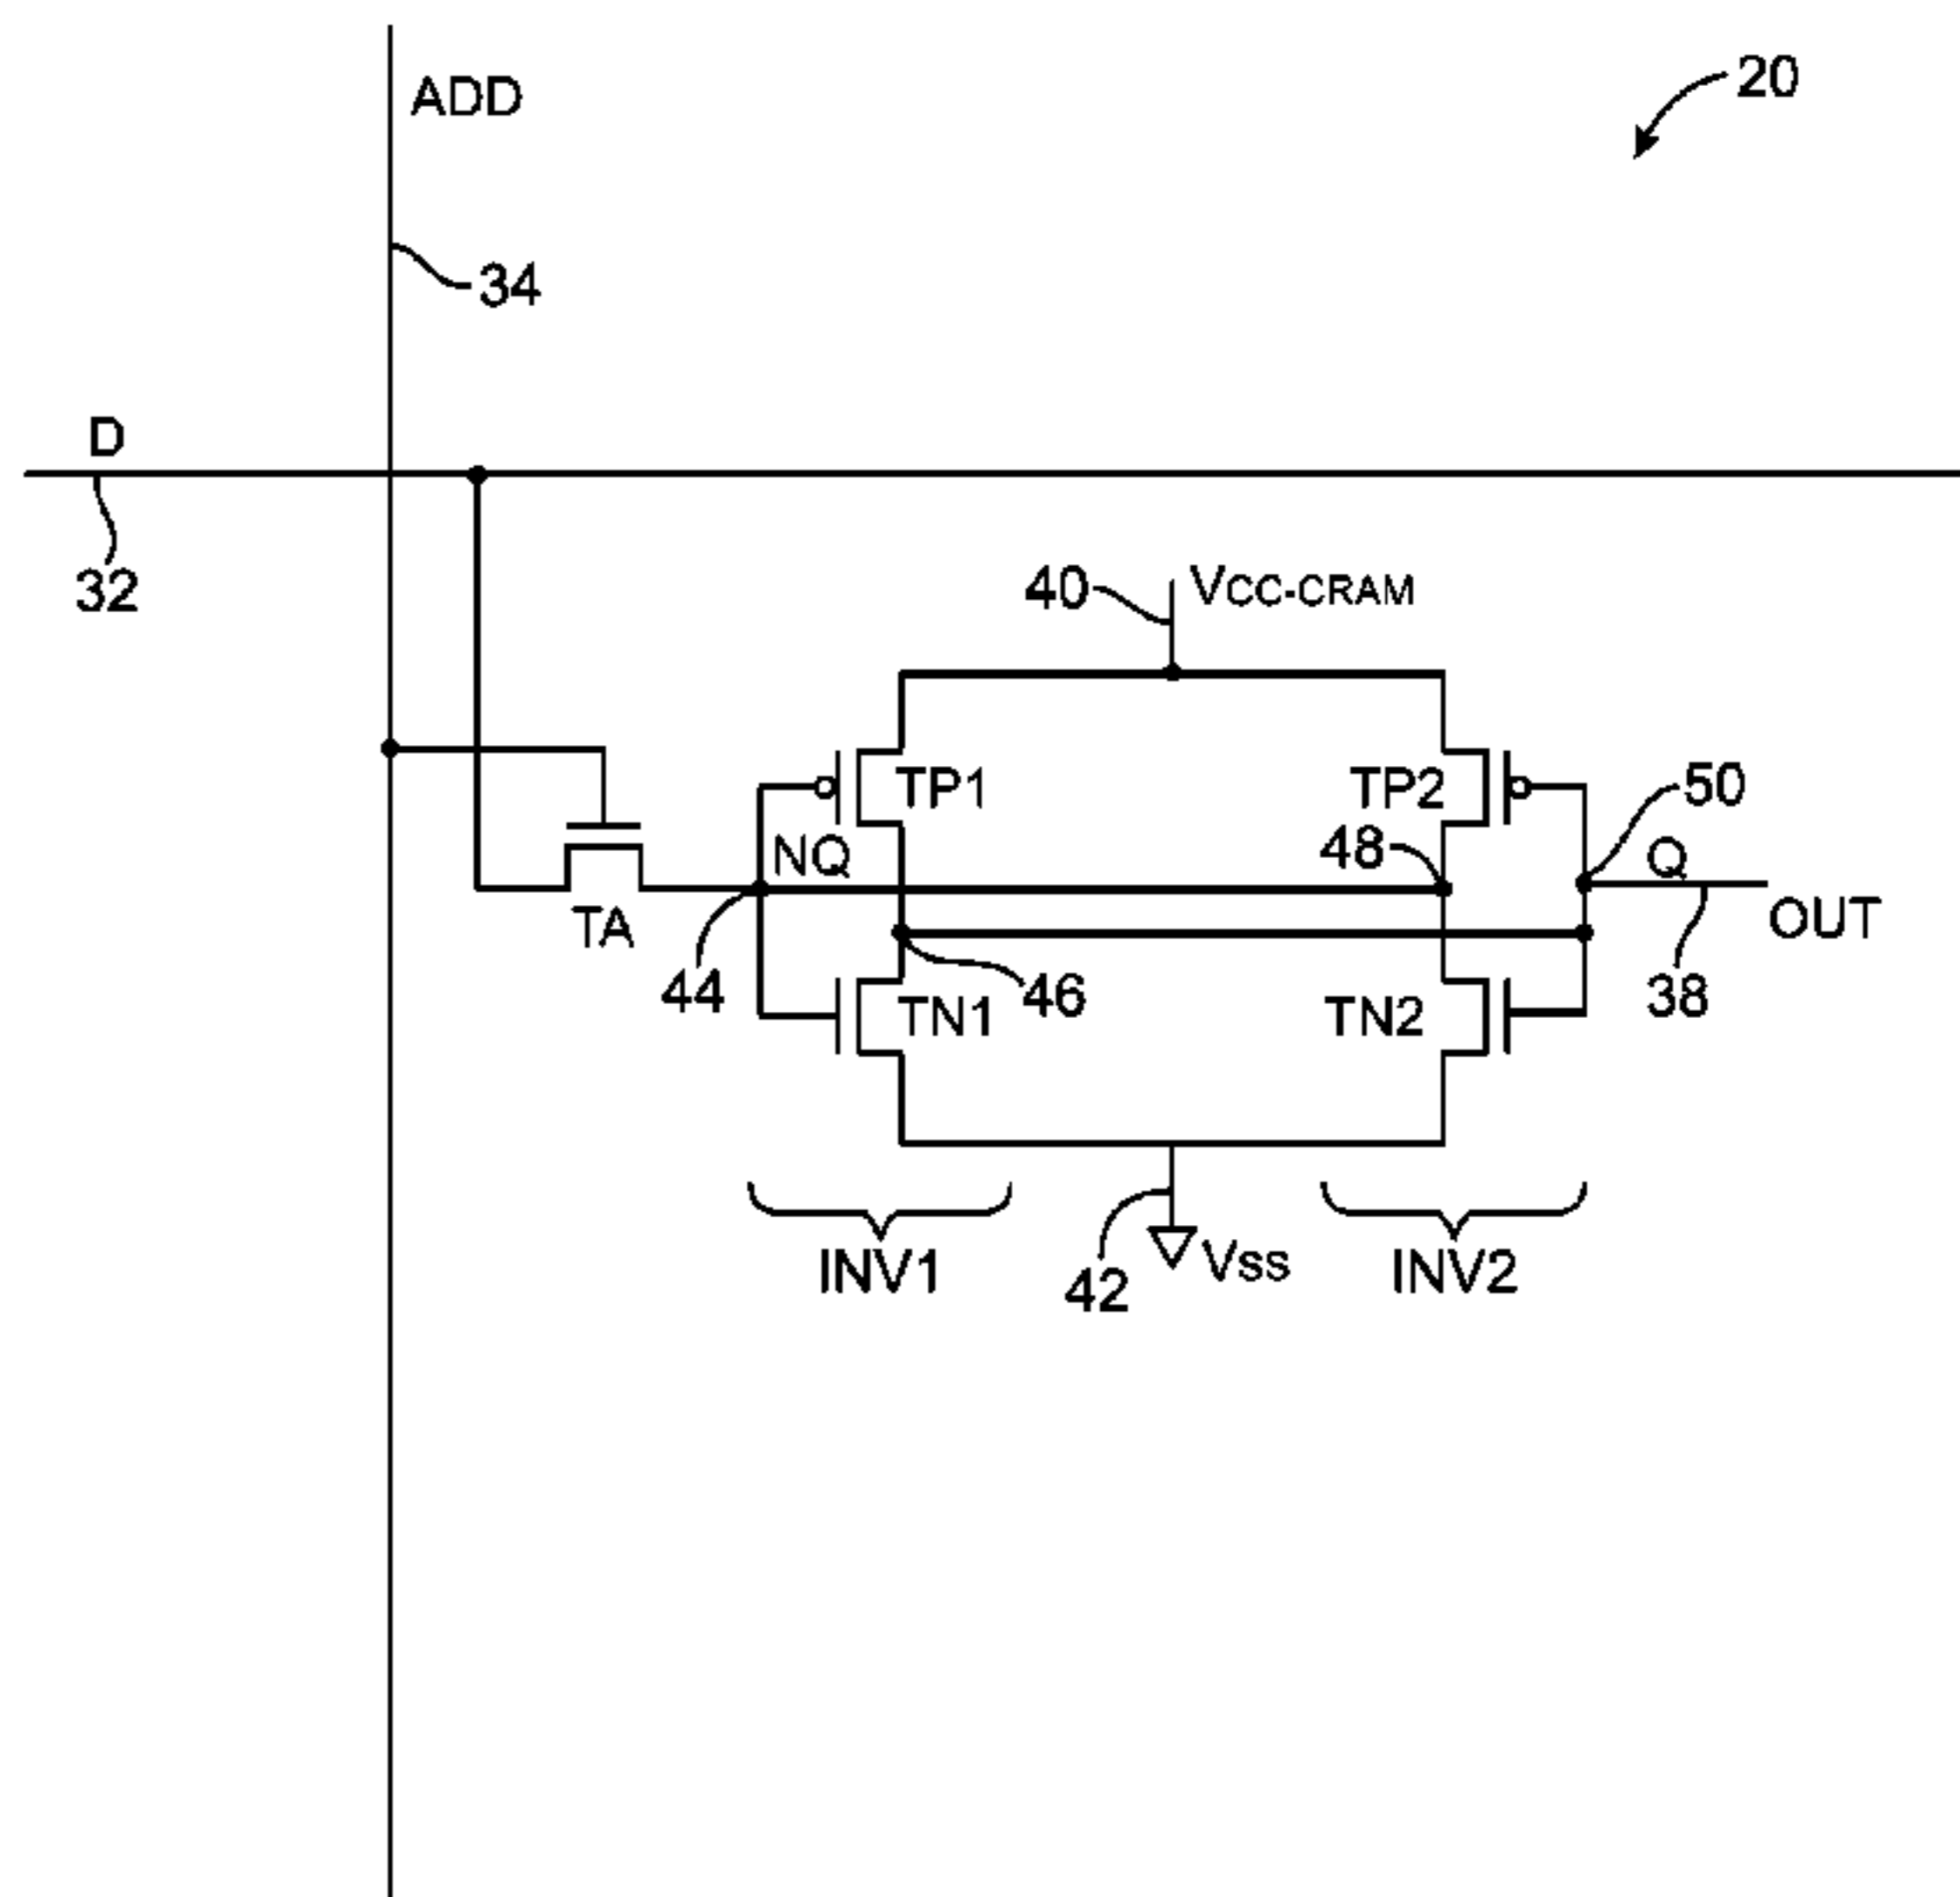 ADD
20
34
D
32
40
VCC-CRAM
TP1
TP2
50
NQ
48
Q
TA
OUT
44
46
38
TN1
TN2
INV1
42
VSS
INV2